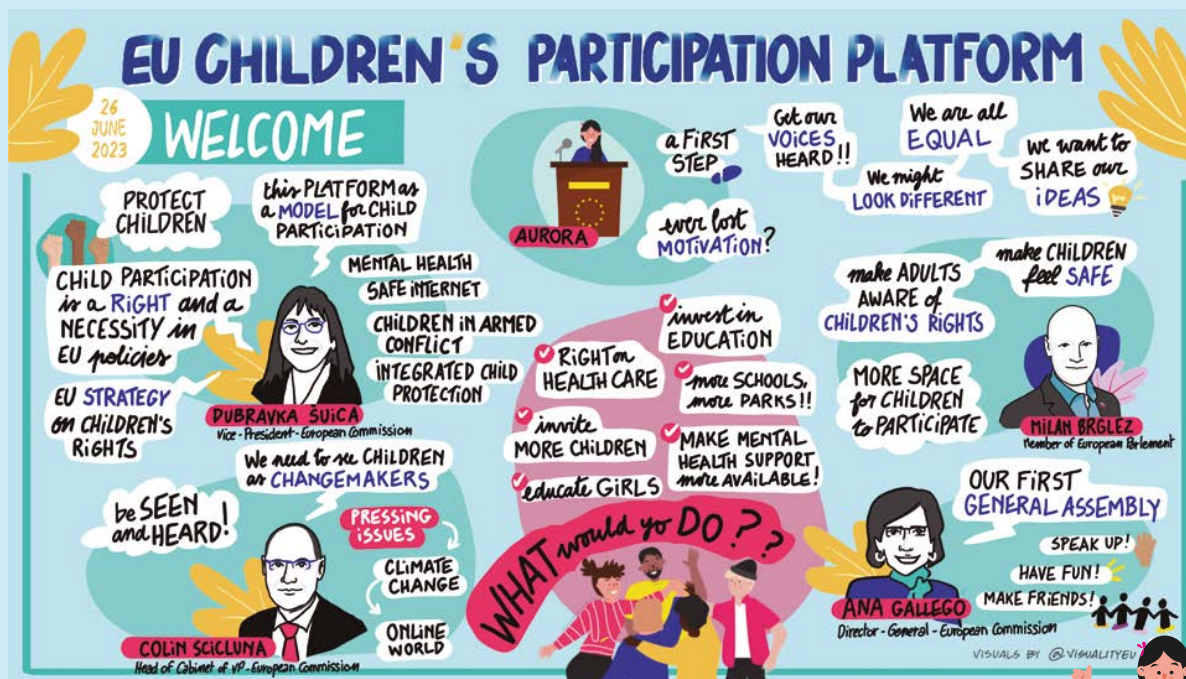 EU CHILDREN'S PARTICIPATION PLATFORM
26
JUNE
2023
WELCOME
PROTECT
CHILDREN
this PLATFORM as
a MODEL for CHILD
PARTICIPATION
CHILD PARTICIPATION
is a RIGHT and a
NECESSITY in
EU policies
MENTAL HEALTH
SAFE INTERNET
CHILDREN IN ARMED
CONFLICT
INTEGRATED CHILD
PROTECTION
EU STRATEGY
on CHILDREN'S
RIGHTS
DUBRAVKA ŠUICA
Vice-President-European Commission
We need to see CHILDREN
as CHANGEMAKERS
be SEEN
and HEARD!
PRESSING
ISSUES
CLIMATE
CHANGE
ONLINE
WORLD
COLIN SCICLUNA
Head of Cabinet of VP-European Commission
AURORA
a FIRST
STEP
Get our
VOICES
HEARD!!
We are all
EQUAL
We might
LOOK DIFFERENT
we want to
SHARE our
IDEAS
ever lost
MOTIVATION?
invest in
EDUCATION
RIGHT on
HEALTH CARE
more SCHOOLS,
more PARKS!!
invite
MORE CHILDREN
MAKE MENTAL
HEALTH SUPPORT
more AVAILABLE!
educate GIRLS
WHAT would yo DO??
make ADULTS
AWARE of
CHILDREN'S RIGHTS
make CHILDREN
feel SAFE
MORE SPACE
for CHILDREN
to PARTICIPATE
MILAN BRGLEZ
Member of European Parlement
OUR FIRST
GENERAL ASSEMBLY
SPEAK UP!
HAVE FUN!
MAKE FRIENDS!
ANA GALLEGO
Director-General-European Commission
VISUALS BY @VISUALITYEU